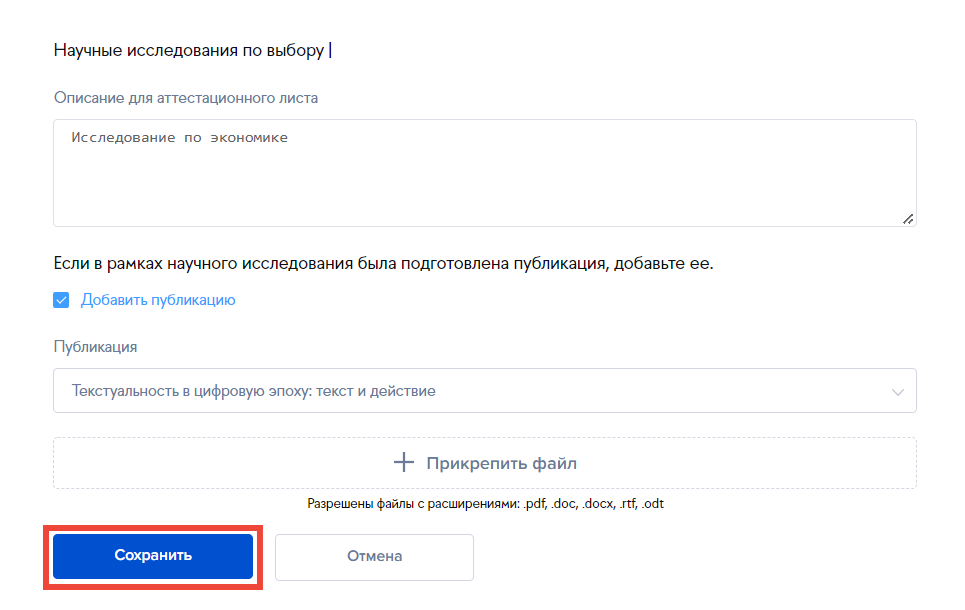 Научные исследования по выбору |
Описание для аттестационного листа
Исследование по экономике
Если в рамках научного исследования была подготовлена публикация, добавьте ее.
Добавить публикацию
Публикация
Текстуальность в цифровую эпоху: текст и действие
Прикрепить файл
Разрешены файлы с расширениями: .pdf, .doc, .docx, .rtf, .odt
Сохранить
Отмена